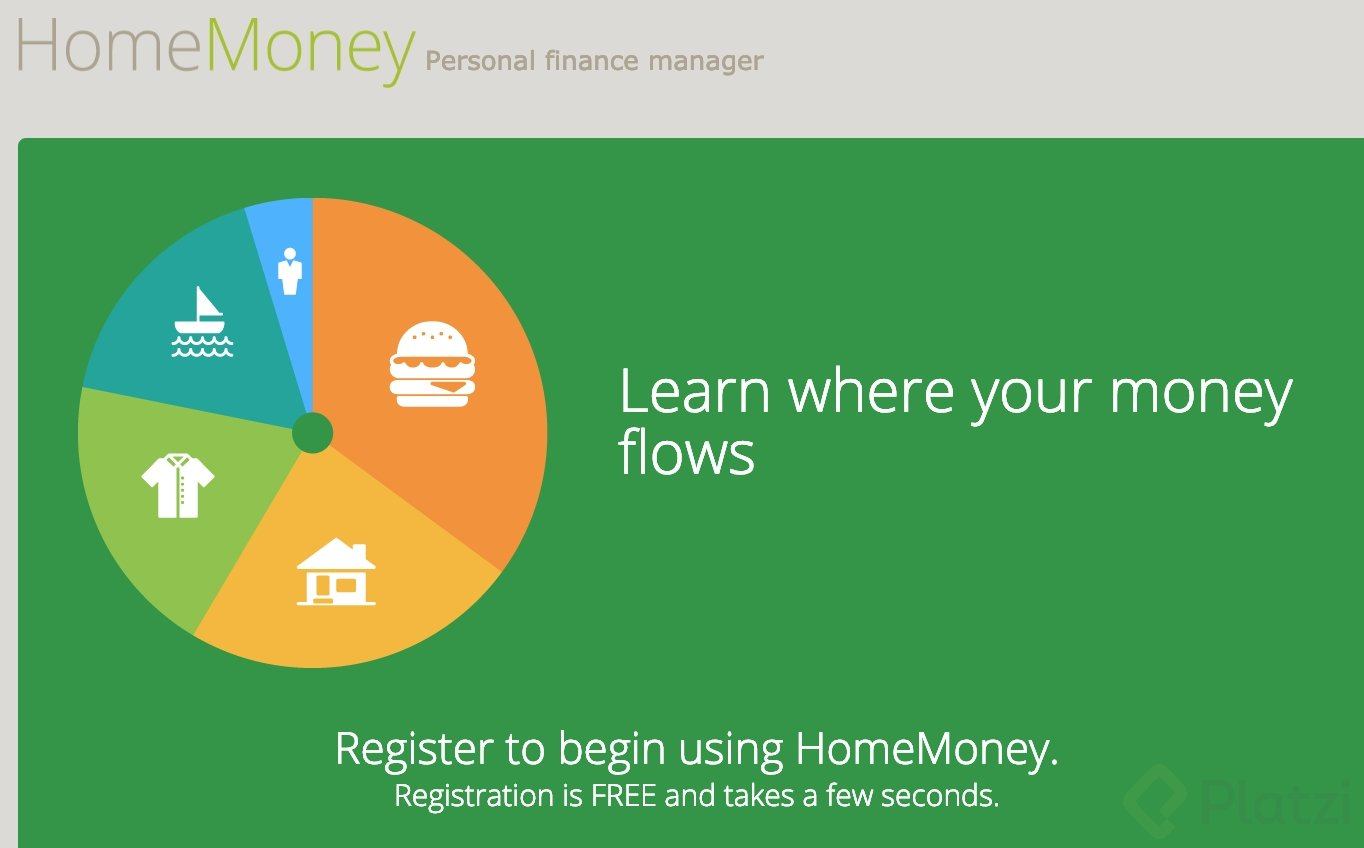 HomeMoney Personal finance manager
Learn where your money
flows
Register to begin using HomeMoney.
Registration is FREE and takes a few seconds.
Platzi